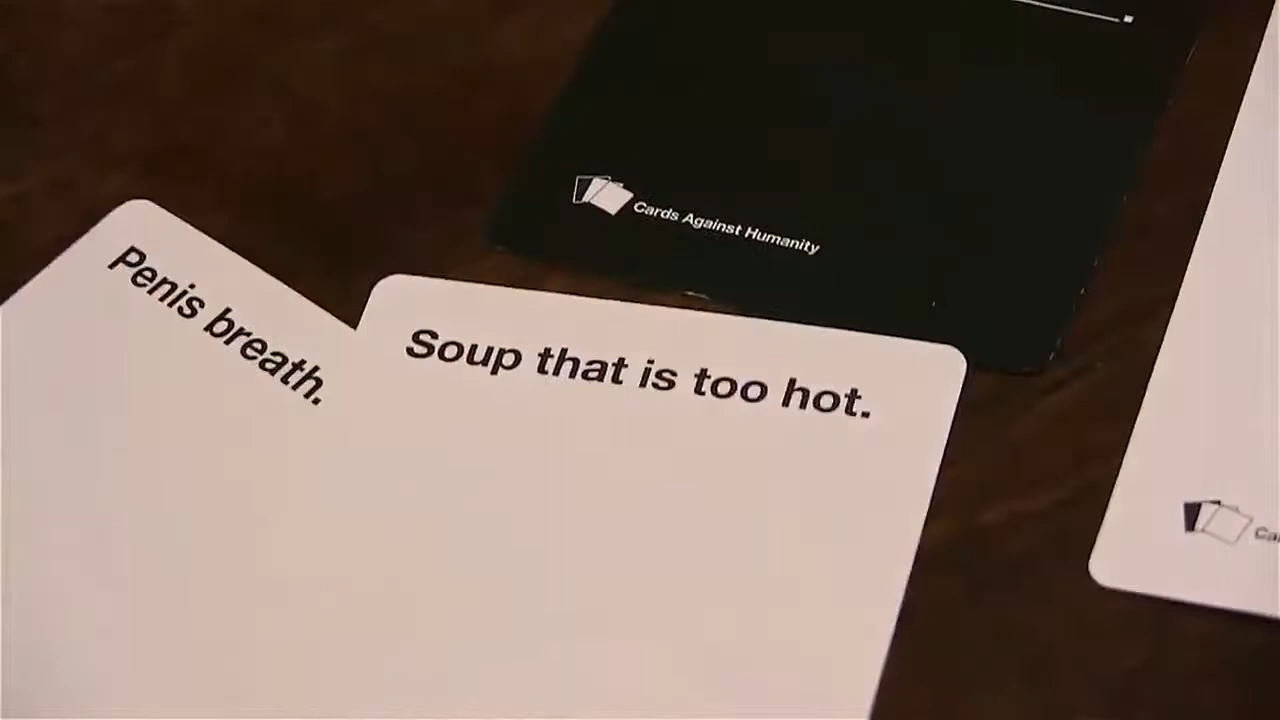 Cards Against Humanity
Penis breath.
Soup that is too hot.